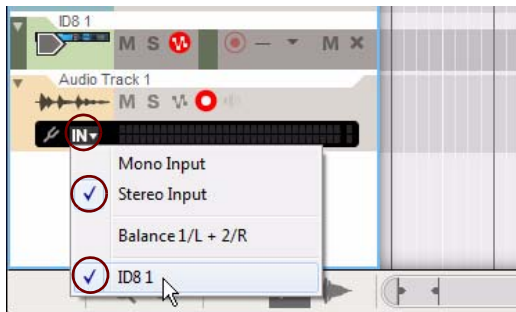 ID8 1
M S M ×
Audio Track 1
M S
IN
Mono Input
Stereo Input
Balance 1/L + 2/R
ID8 1